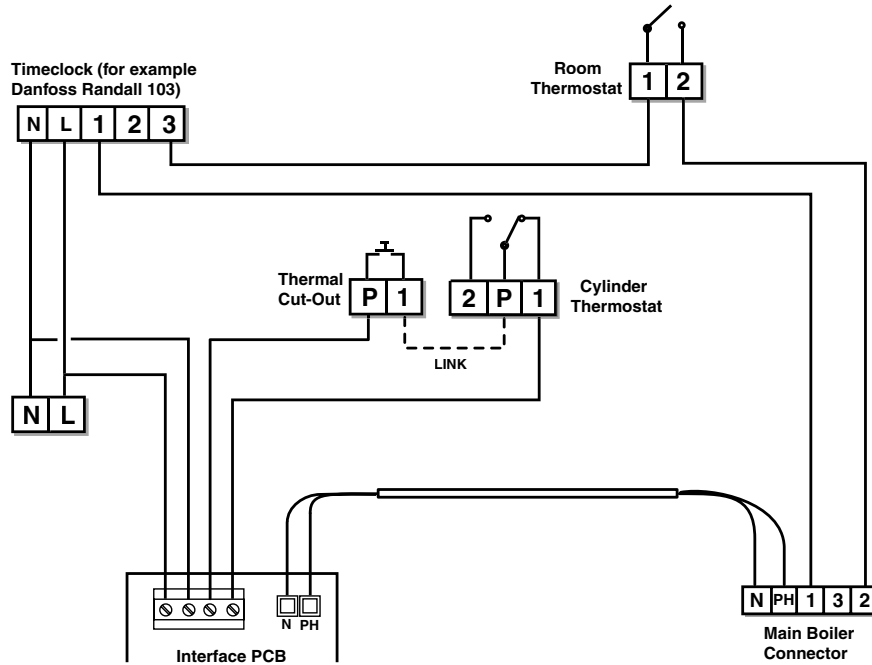 Timeclock (for example
Danfoss Randall 103)
N L 1 2 3
Room
Thermostat
1 2
Thermal
Cut-Out
P 1
2 P 1
Cylinder
Thermostat
LINK
N L
N PH
Interface PCB
N PH 1 3 2
Main Boiler
Connector